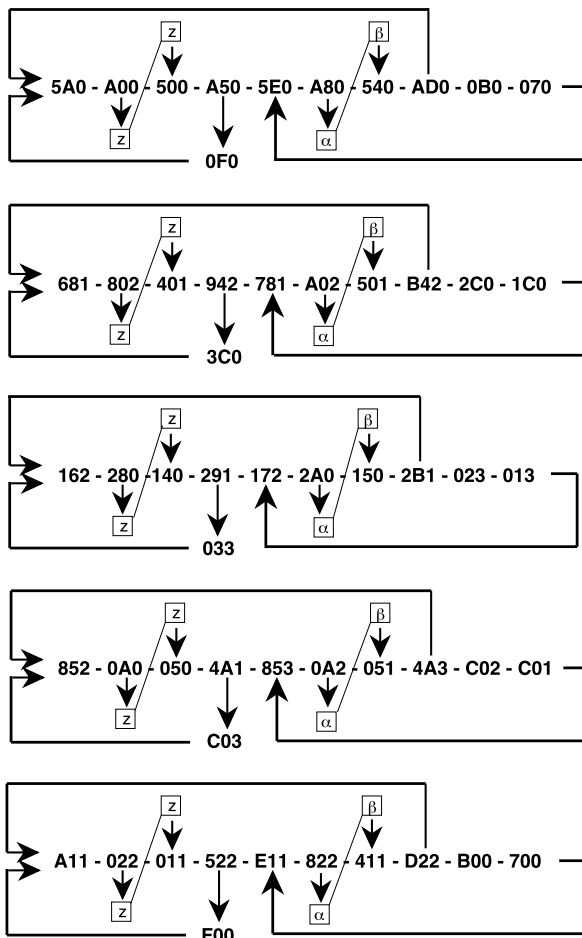 z β
5A0 - A00 - 500 - A50 - 5E0 - A80 - 540 - AD0 - 0B0 - 070
z α
0F0
z β
681 - 802 - 401 - 942 - 781 - A02 - 501 - B42 - 2C0 - 1C0
z α
3C0
z β
162 - 280 -140 - 291 - 172 - 2A0 - 150 - 2B1 - 023 - 013
z α
033
z β
852 - 0A0 - 050 - 4A1 - 853 - 0A2 - 051 - 4A3 - C02 - C01
z α
C03
z β
A11 - 022 - 011 - 522 - E11 - 822 - 411 - D22 - B00 - 700
z α